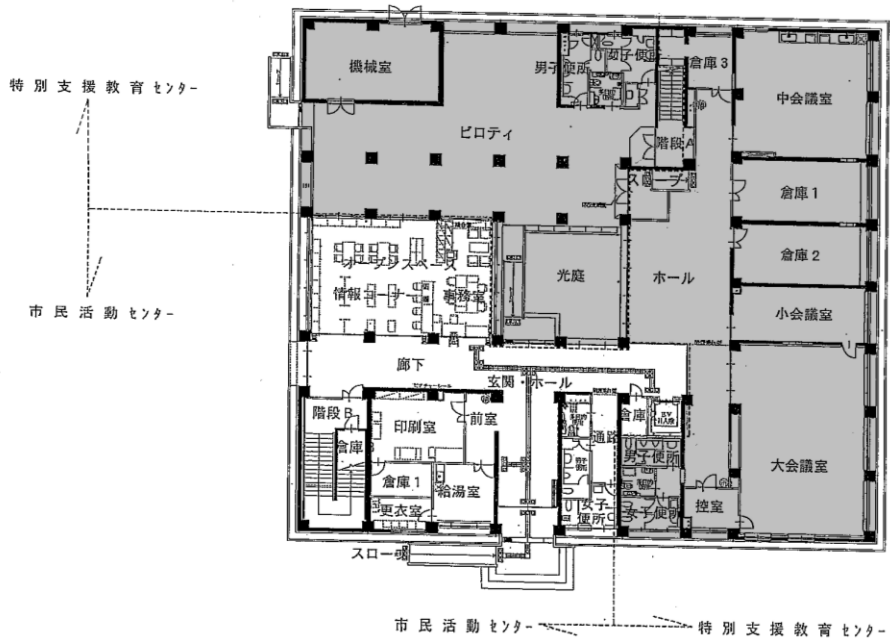 特別支援教育センター
市民活動センター
機械室
男子便所
女子便所
倉庫3
中会議室
ピロティ
階段A
スロープ
倉庫1
倉庫2
オープンスペース
情報コーナー
事務室
光庭
ホール
小会議室
廊下
玄関・ホール
階段B
倉庫
印刷室
前室
通路
倉庫
男子便所
大会議室
倉庫1
給湯室
更衣室
女子
便所C
女子便所
控室
スロープ
市民活動センター
特別支援教育センター